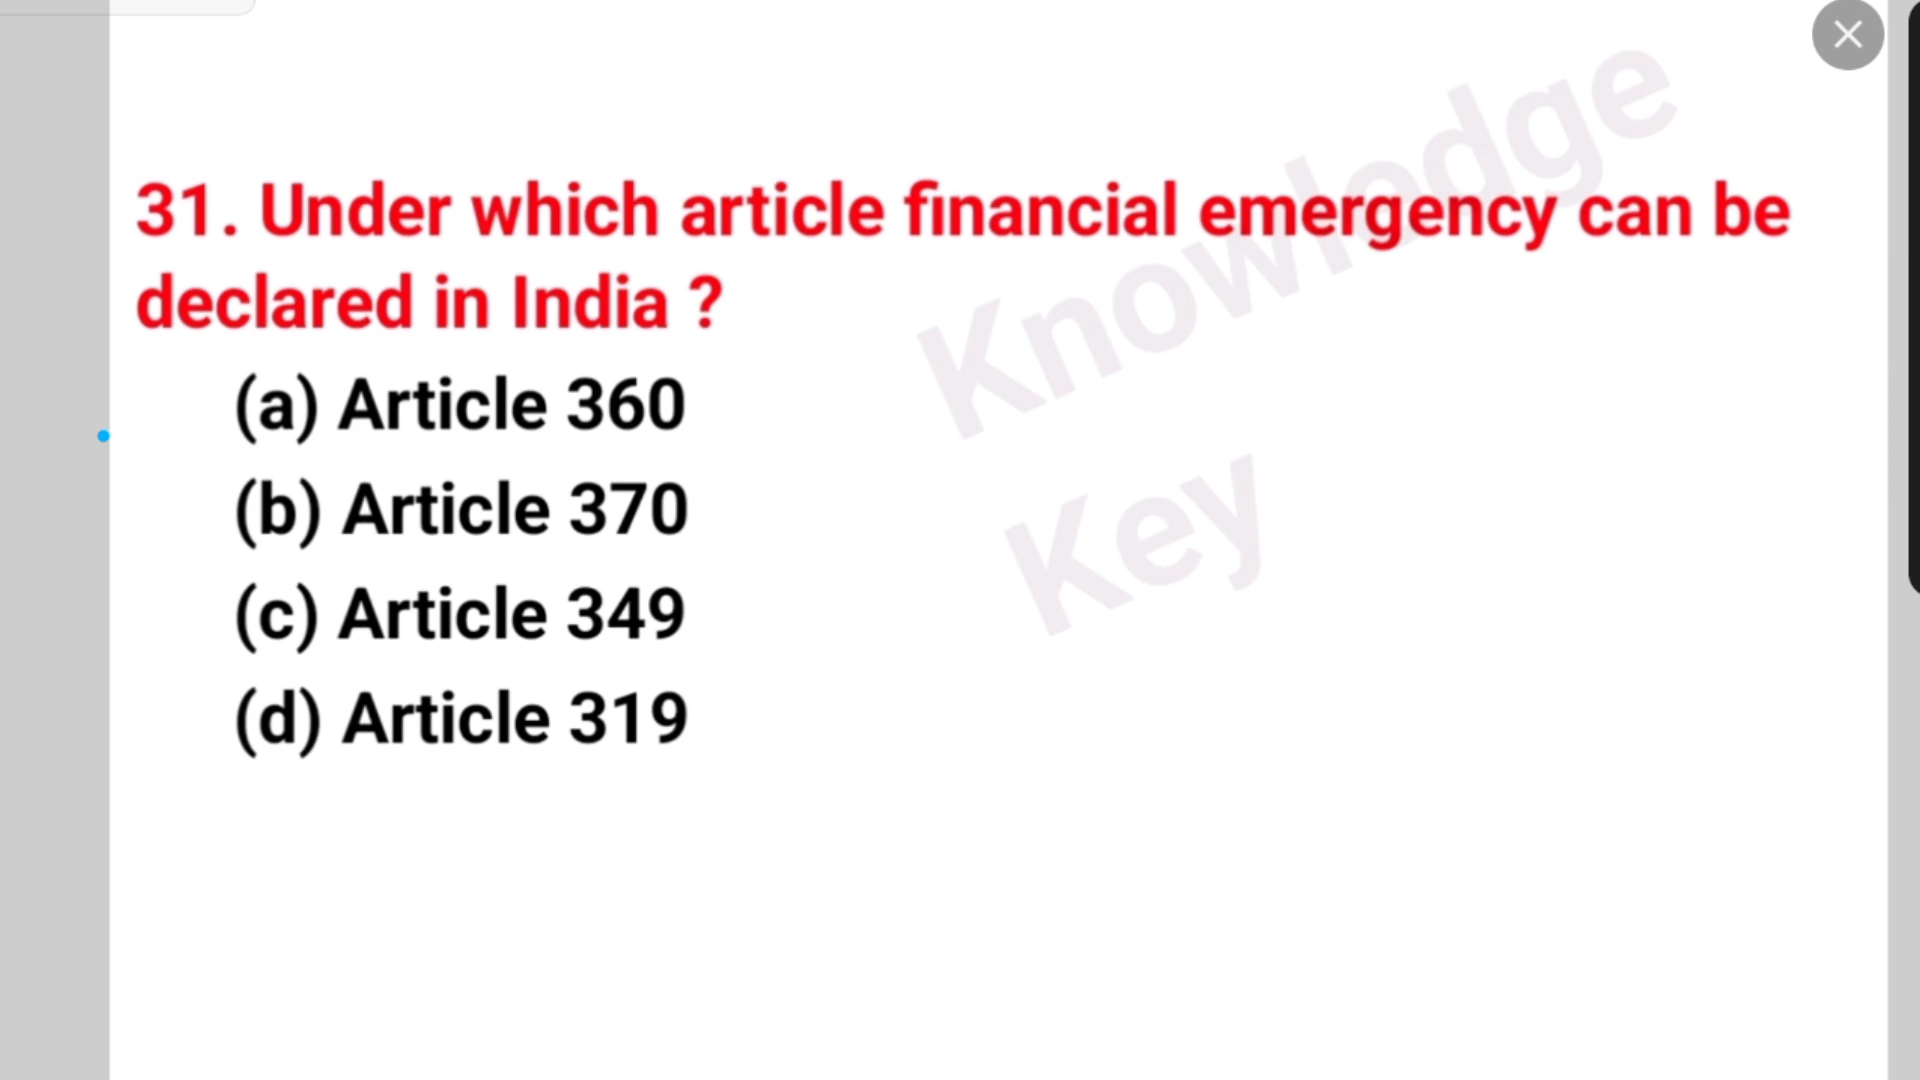 31. Under which article financial emergency can be
declared in India ?
(a) Article 360
(b) Article 370
(c) Article 349
(d) Article 319
Knowledge
Key